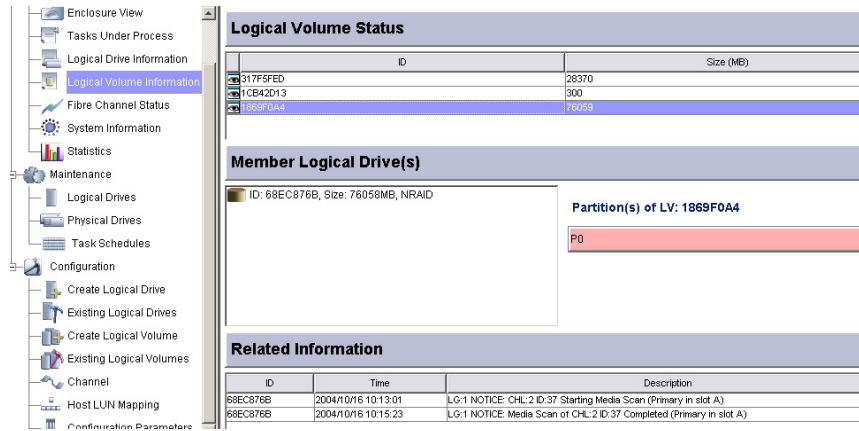 Enclosure View
Tasks Under Process
Logical Drive Information
Logical Volume Information
Fibre Channel Status
System Information
Statistics
Maintenance
Logical Drives
Physical Drives
Task Schedules
Configuration
Create Logical Drive
Existing Logical Drives
Create Logical Volume
Existing Logical Volumes
Channel
Host LUN Mapping
Configuration Parameters
Logical Volume Status
ID Size (MB)
317F5FED 28370
1CB42D13 300
1869F0A4 76059
Member Logical Drive(s)
ID: 68EC876B, Size: 76058MB, NRAID
Partition(s) of LV: 1869F0A4
P0
Related Information
ID Time Description
68EC876B 2004/10/16 10:13:01 LG:1 NOTICE: CHL:2 ID:37 Starting Media Scan (Primary in slot A)
68EC876B 2004/10/16 10:15:23 LG:1 NOTICE: Media Scan of CHL:2 ID:37 Completed (Primary in slot A)